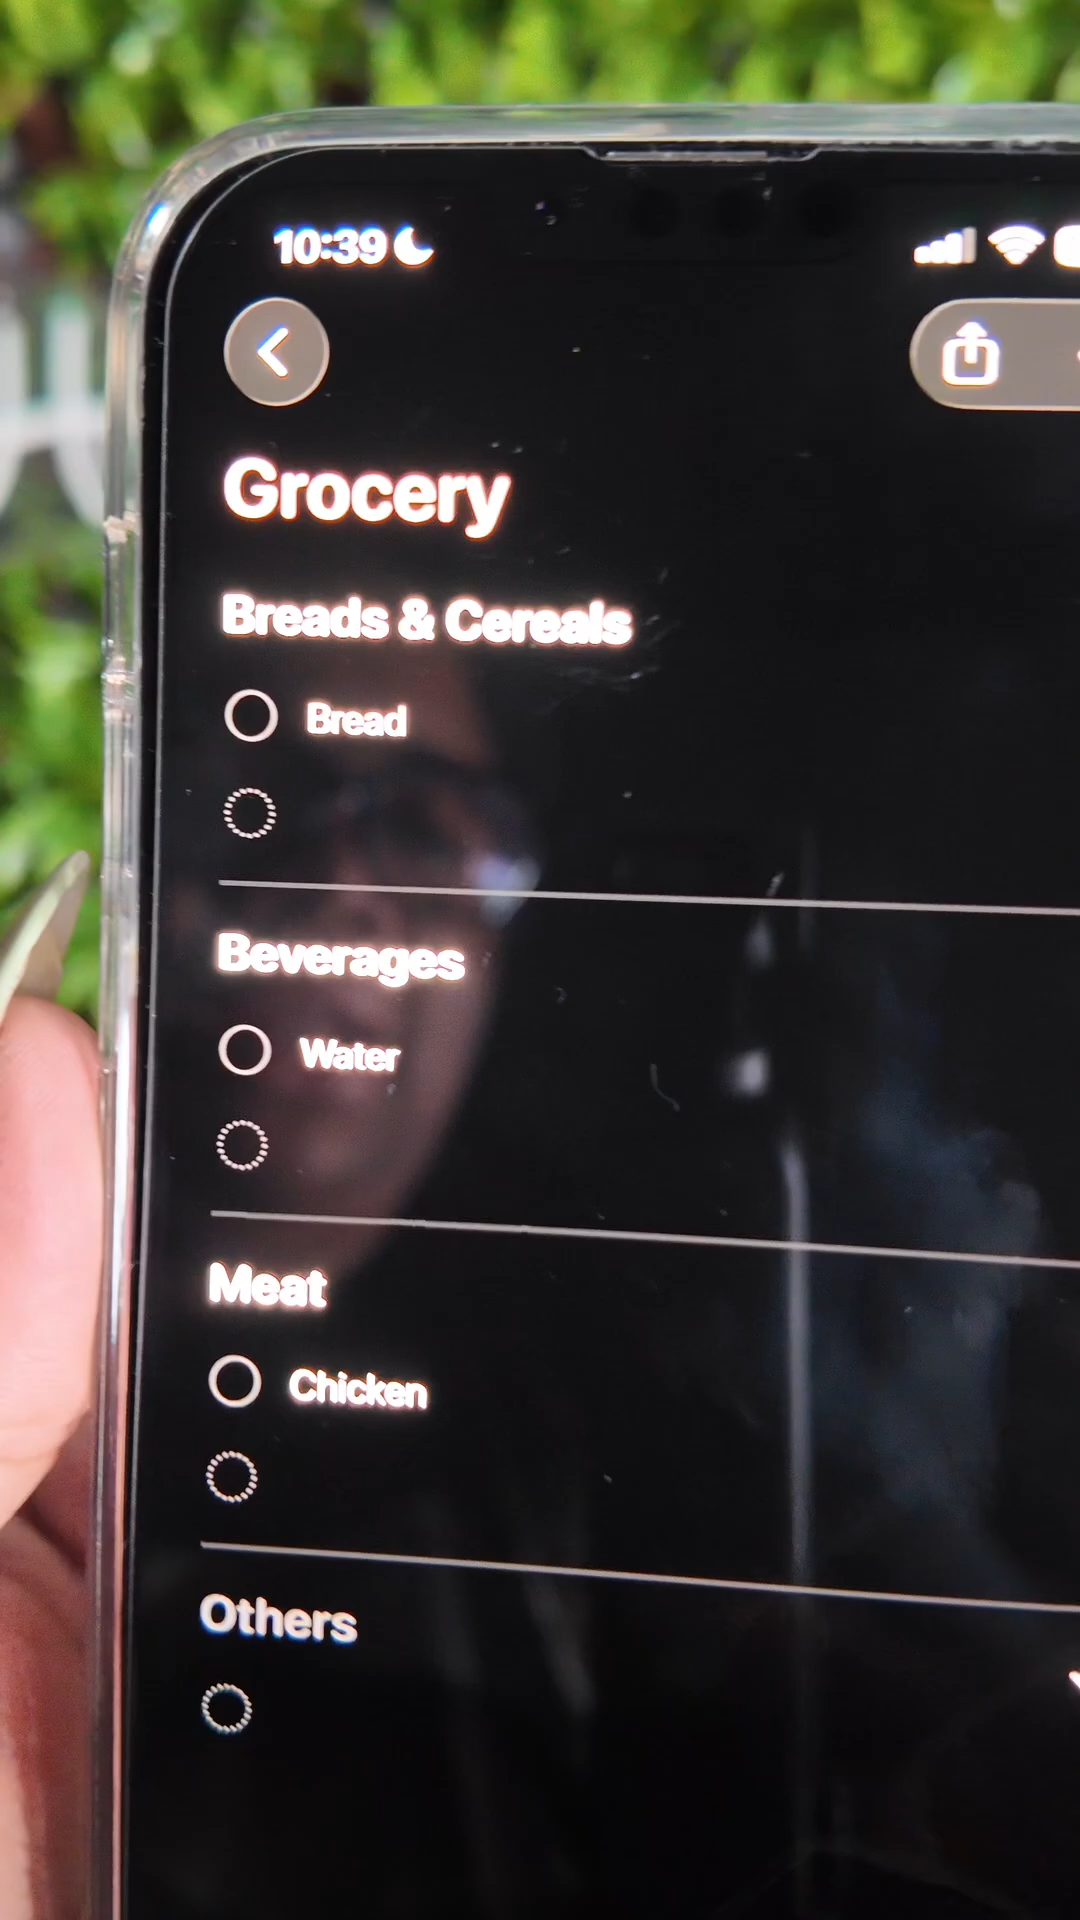 10:39
Grocery
Breads & Cereals
Bread
Beverages
Water
Meat
Chicken
Others